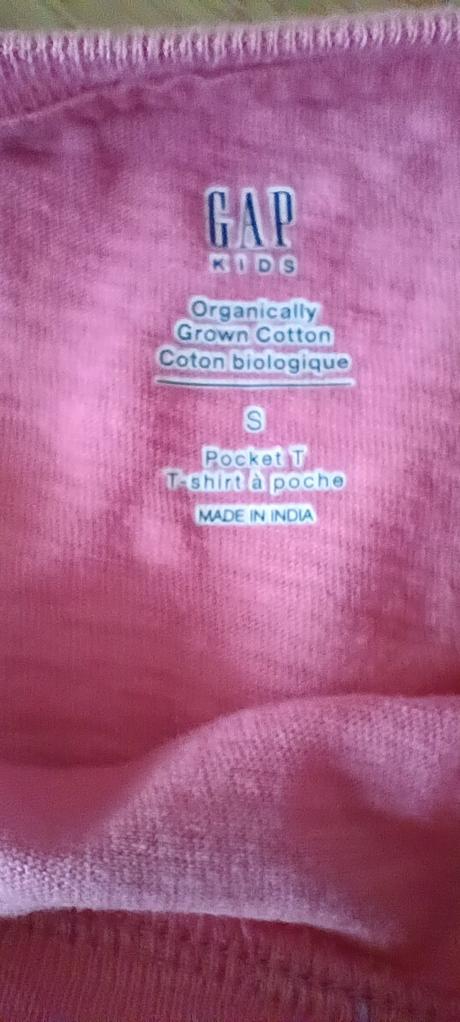 GAP
KIDS
Organically
Grown Cotton
Coton biologique
S
Pocket T
T-shirt à poche
MADE IN INDIA